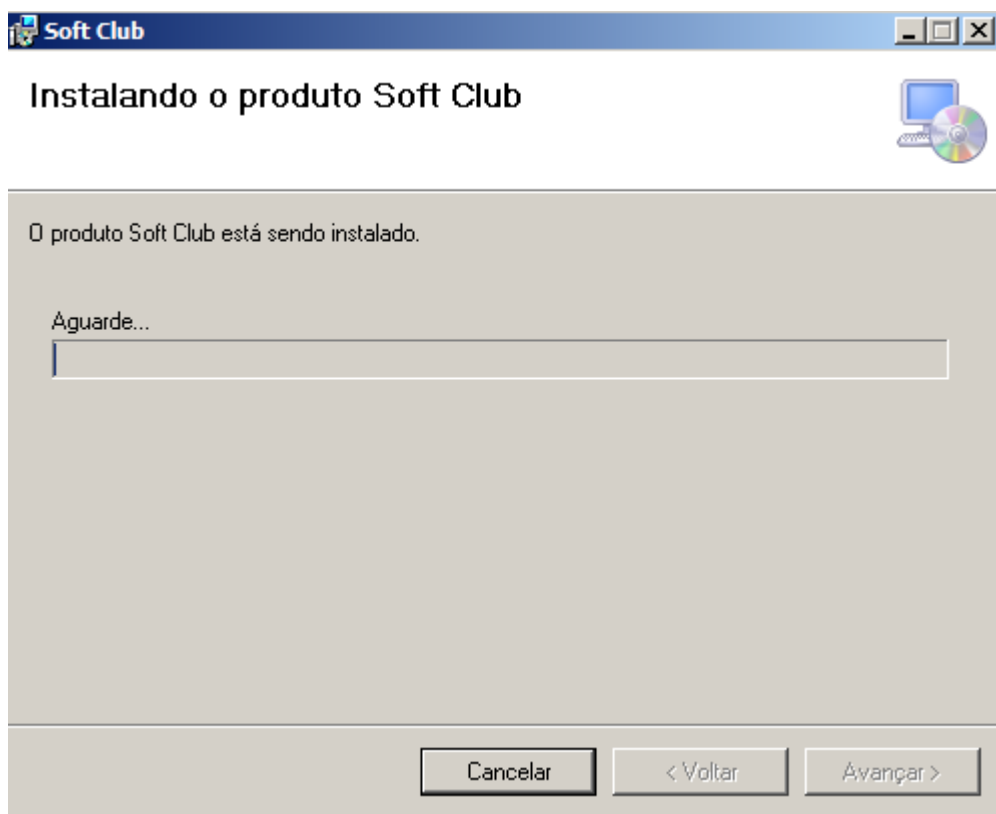 Soft Club
Instalando o produto Soft Club
O produto Soft Club está sendo instalado.
Aguarde...
Cancelar
< Voltar
Avançar >